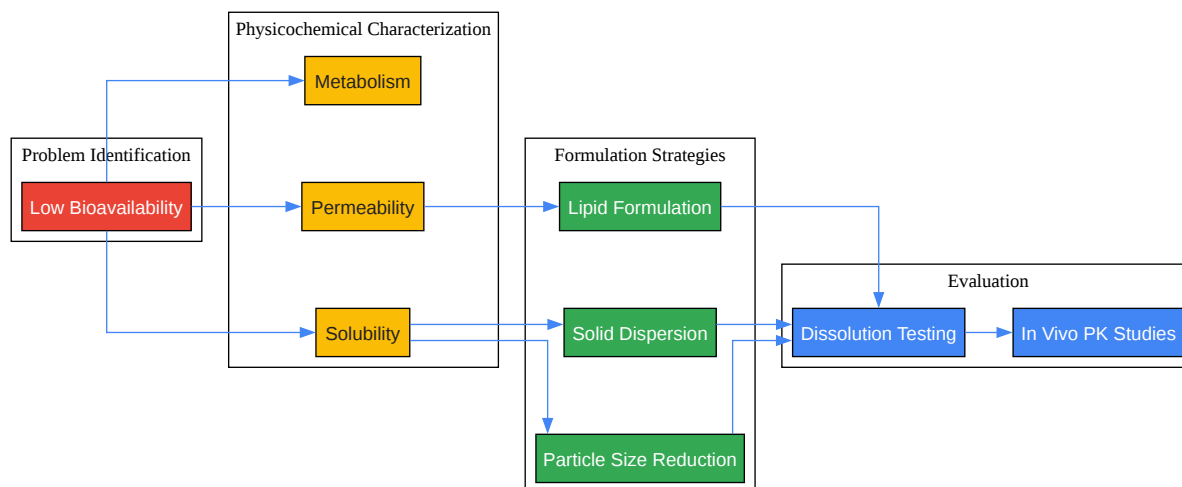 Problem Identification
Low Bioavailability
Physicochemical Characterization
Metabolism
Permeability
Solubility
Formulation Strategies
Lipid Formulation
Solid Dispersion
Particle Size Reduction
Evaluation
Dissolution Testing
In Vivo PK Studies